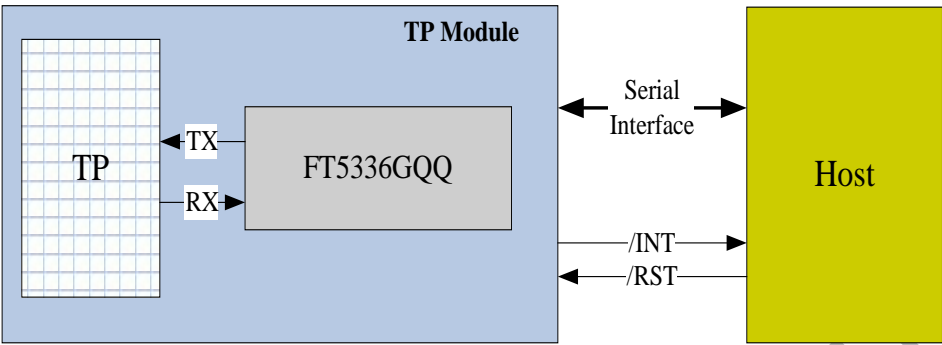 TP Module
Serial
Interface
TX
TP
FT5336GQQ
Host
RX
/INT
/RST